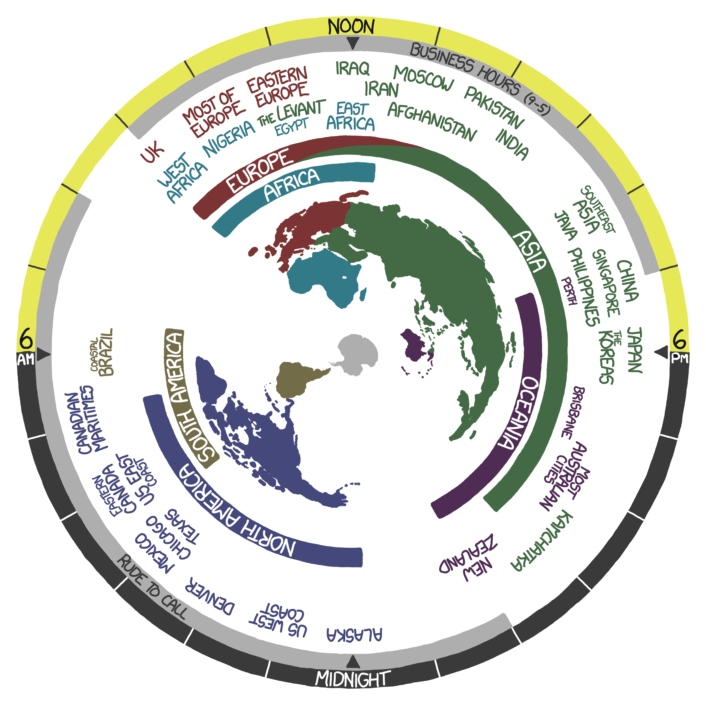 NOON
BUSINESS HOURS (9-5)
6
PM
MIDNIGHT
RUDE TO CALL
6
AM
UK
MOST OF
EUROPE
EASTERN
EUROPE
WEST
AFRICA
NIGERIA
THE LEVANT
EGYPT
IRAQ
IRAN
EAST
AFRICA
MOSCOW
AFGHANISTAN
PAKISTAN
INDIA
SOUTHEAST
ASIA
JAVA
CHINA
SINGAPORE
PHILIPPINES
PERTH
JAPAN
THE
KOREAS
BRISBANE
MOST
AUSTRALIAN
CITIES
KAMCHATKA
NEW
ZEALAND
ALASKA
US WEST
COAST
DENVER
MEXICO
CHICAGO
TEXAS
EASTERN
CANADA
US EAST
COAST
CANADIAN
MARITIMES
COASTAL
BRAZIL
EUROPE
AFRICA
ASIA
OCEANIA
NORTH AMERICA
SOUTH AMERICA